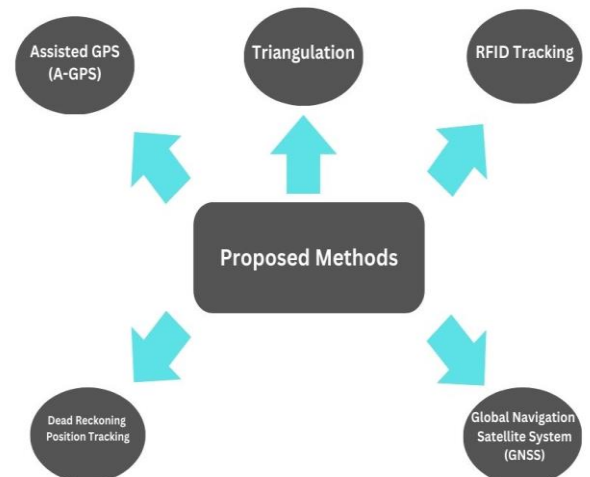 Assisted GPS
(A-GPS)
Triangulation
RFID Tracking
Proposed Methods
Dead Reckoning
Position Tracking
Global Navigation
Satellite System
(GNSS)